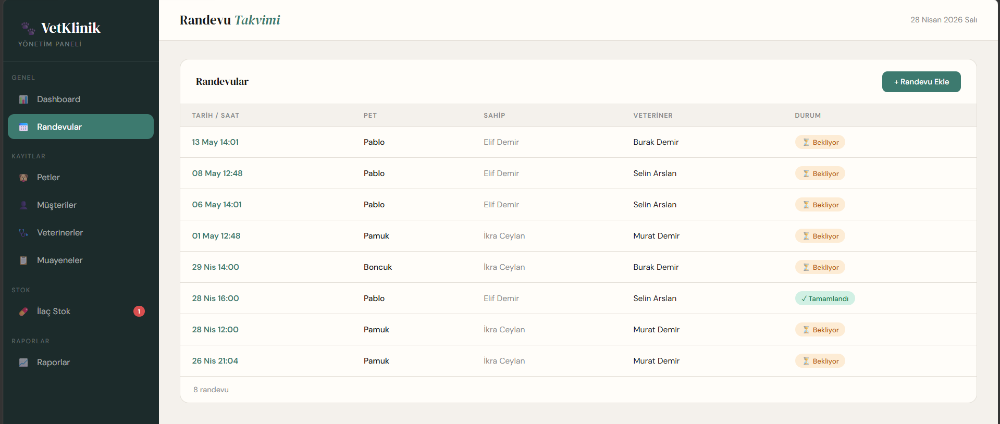 VetKlinik
YÖNETİM PANELİ
GENEL
Dashboard
Randevular
KAYITLAR
Petler
Müşteriler
Veterinerler
Muayeneler
STOK
İlaç Stok 1
RAPORLAR
Raporlar
Randevu Takvimi
28 Nisan 2026 Salı
Randevular
+ Randevu Ekle
TARİH / SAAT PET SAHİP VETERİNER DURUM
13 May 14:01 Pablo Elif Demir Burak Demir ⏳ Bekliyor
08 May 12:48 Pablo Elif Demir Selin Arslan ⏳ Bekliyor
06 May 14:01 Pablo Elif Demir Selin Arslan ⏳ Bekliyor
01 May 12:48 Pamuk İkra Ceylan Murat Demir ⏳ Bekliyor
29 Nis 14:00 Boncuk İkra Ceylan Burak Demir ⏳ Bekliyor
28 Nis 16:00 Pablo Elif Demir Selin Arslan ✓ Tamamlandı
28 Nis 12:00 Pamuk İkra Ceylan Murat Demir ⏳ Bekliyor
26 Nis 21:04 Pamuk İkra Ceylan Murat Demir ⏳ Bekliyor
8 randevu